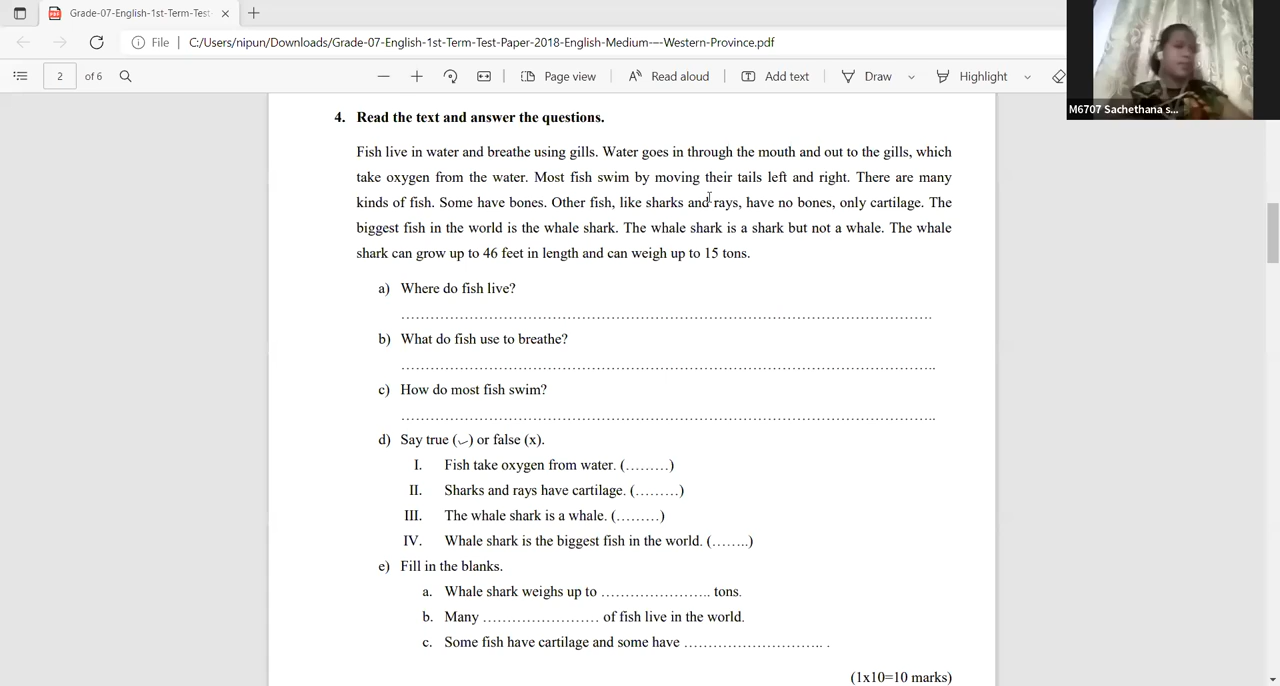 Grade-07-English-1st-Term-Test-
File C:/Users/nipun/Downloads/Grade-07-English-1st-Term-Test-Paper-2018-English-Medium-–-Western-Province.pdf
2 of 6 Page view Read aloud Add text Draw Highlight
M6707 Sachethana s...
4. Read the text and answer the questions.
Fish live in water and breathe using gills. Water goes in through the mouth and out to the gills, which
take oxygen from the water. Most fish swim by moving their tails left and right. There are many
kinds of fish. Some have bones. Other fish, like sharks and rays, have no bones, only cartilage. The
biggest fish in the world is the whale shark. The whale shark is a shark but not a whale. The whale
shark can grow up to 46 feet in length and can weigh up to 15 tons.
a) Where do fish live?
……………………………………………………………………………………………….
b) What do fish use to breathe?
………………………………………………………………………………………………..
c) How do most fish swim?
………………………………………………………………………………………………..
d) Say true (✓) or false (x).
I. Fish take oxygen from water. (………)
II. Sharks and rays have cartilage. (………)
III. The whale shark is a whale. (………)
IV. Whale shark is the biggest fish in the world. (……..)
e) Fill in the blanks.
a. Whale shark weighs up to ………………….. tons.
b. Many …………………… of fish live in the world.
c. Some fish have cartilage and some have ……………………….. .
(1x10=10 marks)